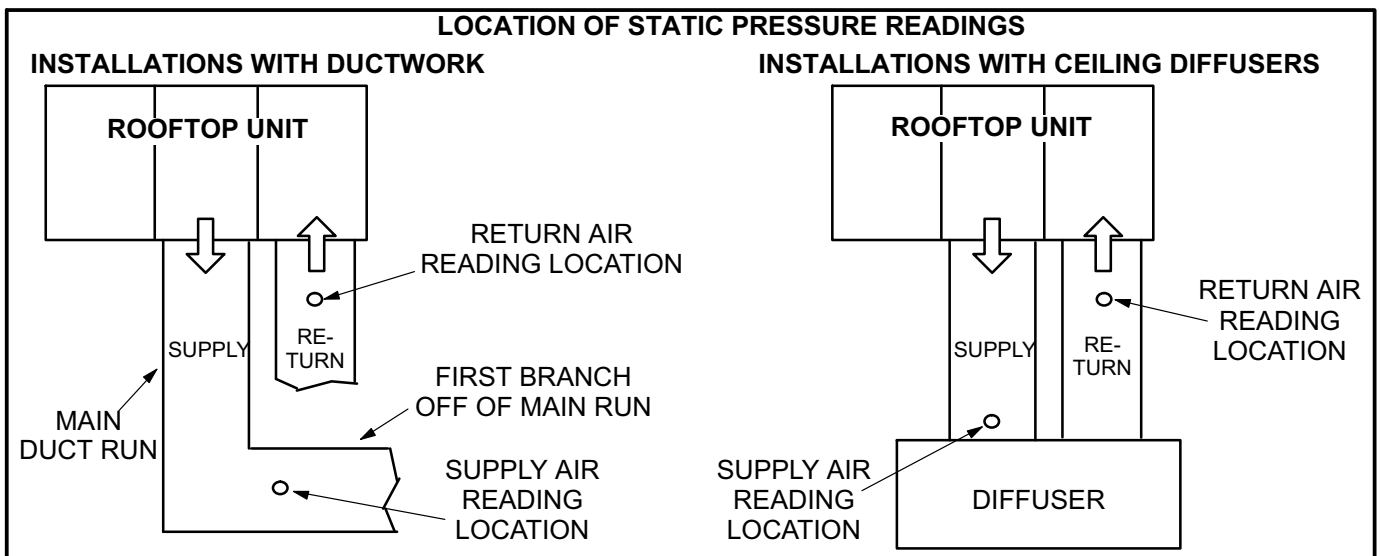 LOCATION OF STATIC PRESSURE READINGS
INSTALLATIONS WITH DUCTWORK
ROOFTOP UNIT
RETURN AIR
READING LOCATION
SUPPLY
RE-
TURN
FIRST BRANCH
OFF OF MAIN RUN
MAIN
DUCT RUN
SUPPLY AIR
READING
LOCATION
INSTALLATIONS WITH CEILING DIFFUSERS
ROOFTOP UNIT
RETURN AIR
READING
LOCATION
SUPPLY
RE-
TURN
SUPPLY AIR
READING
LOCATION
DIFFUSER